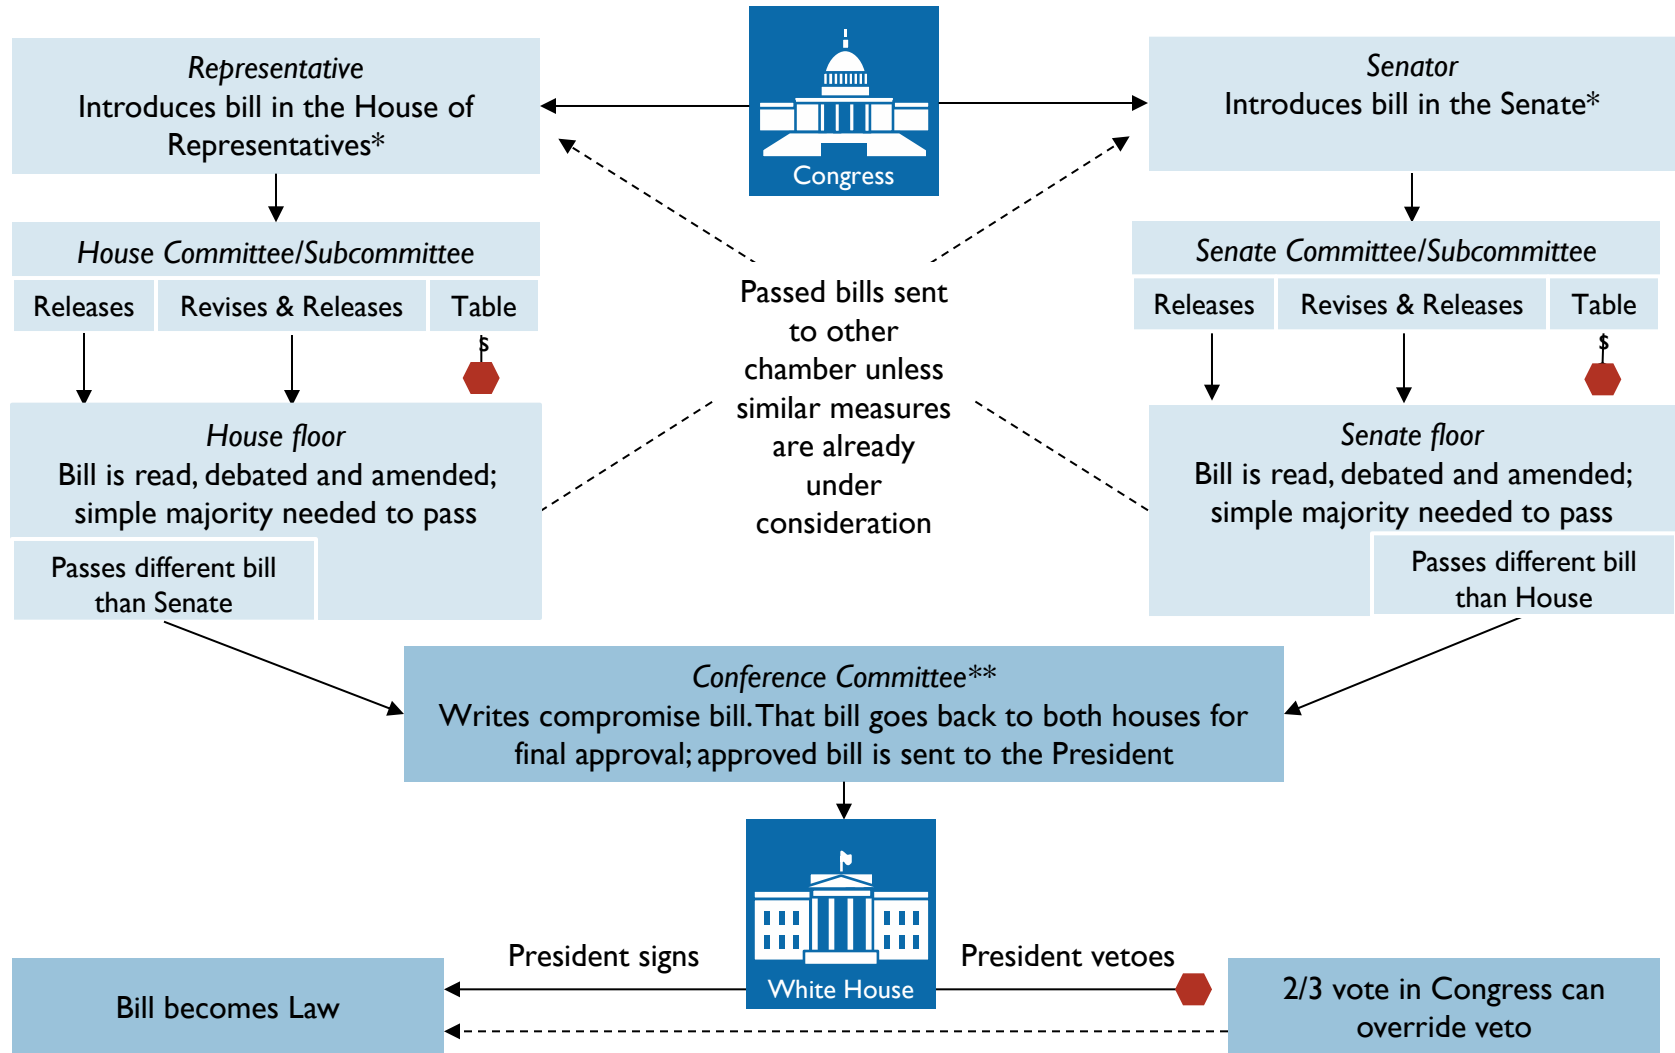 Representative
Introduces bill in the House of
Representatives*
Congress
Senator
Introduces bill in the Senate*
House Committee/Subcommittee
Releases
Revises & Releases
Table
$
Senate Committee/Subcommittee
Releases
Revises & Releases
Table
$
Passed bills sent
to other
chamber unless
similar measures
are already
under
consideration
House floor
Bill is read, debated and amended;
simple majority needed to pass
Passes different bill
than Senate
Senate floor
Bill is read, debated and amended;
simple majority needed to pass
Passes different bill
than House
Conference Committee**
Writes compromise bill. That bill goes back to both houses for
final approval; approved bill is sent to the President
White House
President signs
President vetoes
Bill becomes Law
2/3 vote in Congress can
override veto